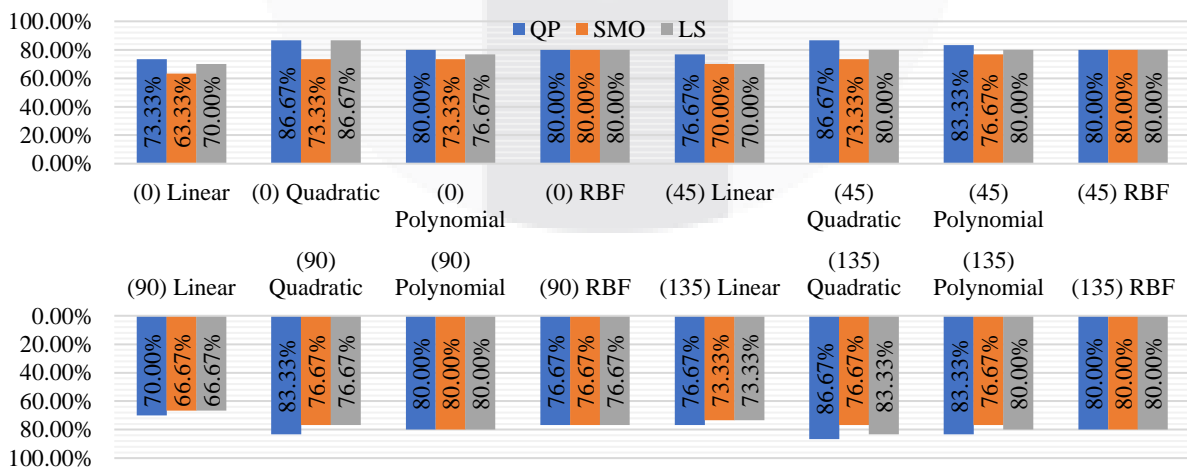 100.00%
80.00%
60.00%
40.00%
20.00%
0.00%
QP SMO LS
73.33% 63.33% 70.00% 86.67% 73.33% 86.67% 80.00% 73.33% 76.67% 80.00% 80.00% 80.00% 76.67% 70.00% 70.00% 86.67% 73.33% 80.00% 83.33% 76.67% 80.00% 80.00% 80.00% 80.00%
(0) Linear (0) Quadratic (0) (0) RBF (45) Linear (45) (45) (45) RBF
Polynomial Quadratic Polynomial
(90) (90) (135) (135)
(90) Linear Quadratic Polynomial (90) RBF (135) Linear Quadratic Polynomial (135) RBF
0.00%
20.00%
40.00%
60.00%
80.00%
100.00%
70.00% 66.67% 66.67% 83.33% 76.67% 76.67% 80.00% 80.00% 80.00% 76.67% 76.67% 76.67% 76.67% 73.33% 73.33% 86.67% 76.67% 83.33% 83.33% 76.67% 80.00% 80.00% 80.00% 80.00%